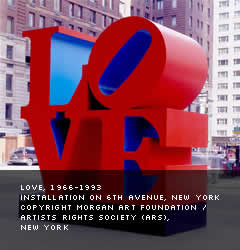 LOVE
LOVE, 1966-1993
INSTALLATION ON 6TH AVENUE, NEW YORK
COPYRIGHT MORGAN ART FOUNDATION /
ARTISTS RIGHTS SOCIETY (ARS),
NEW YORK